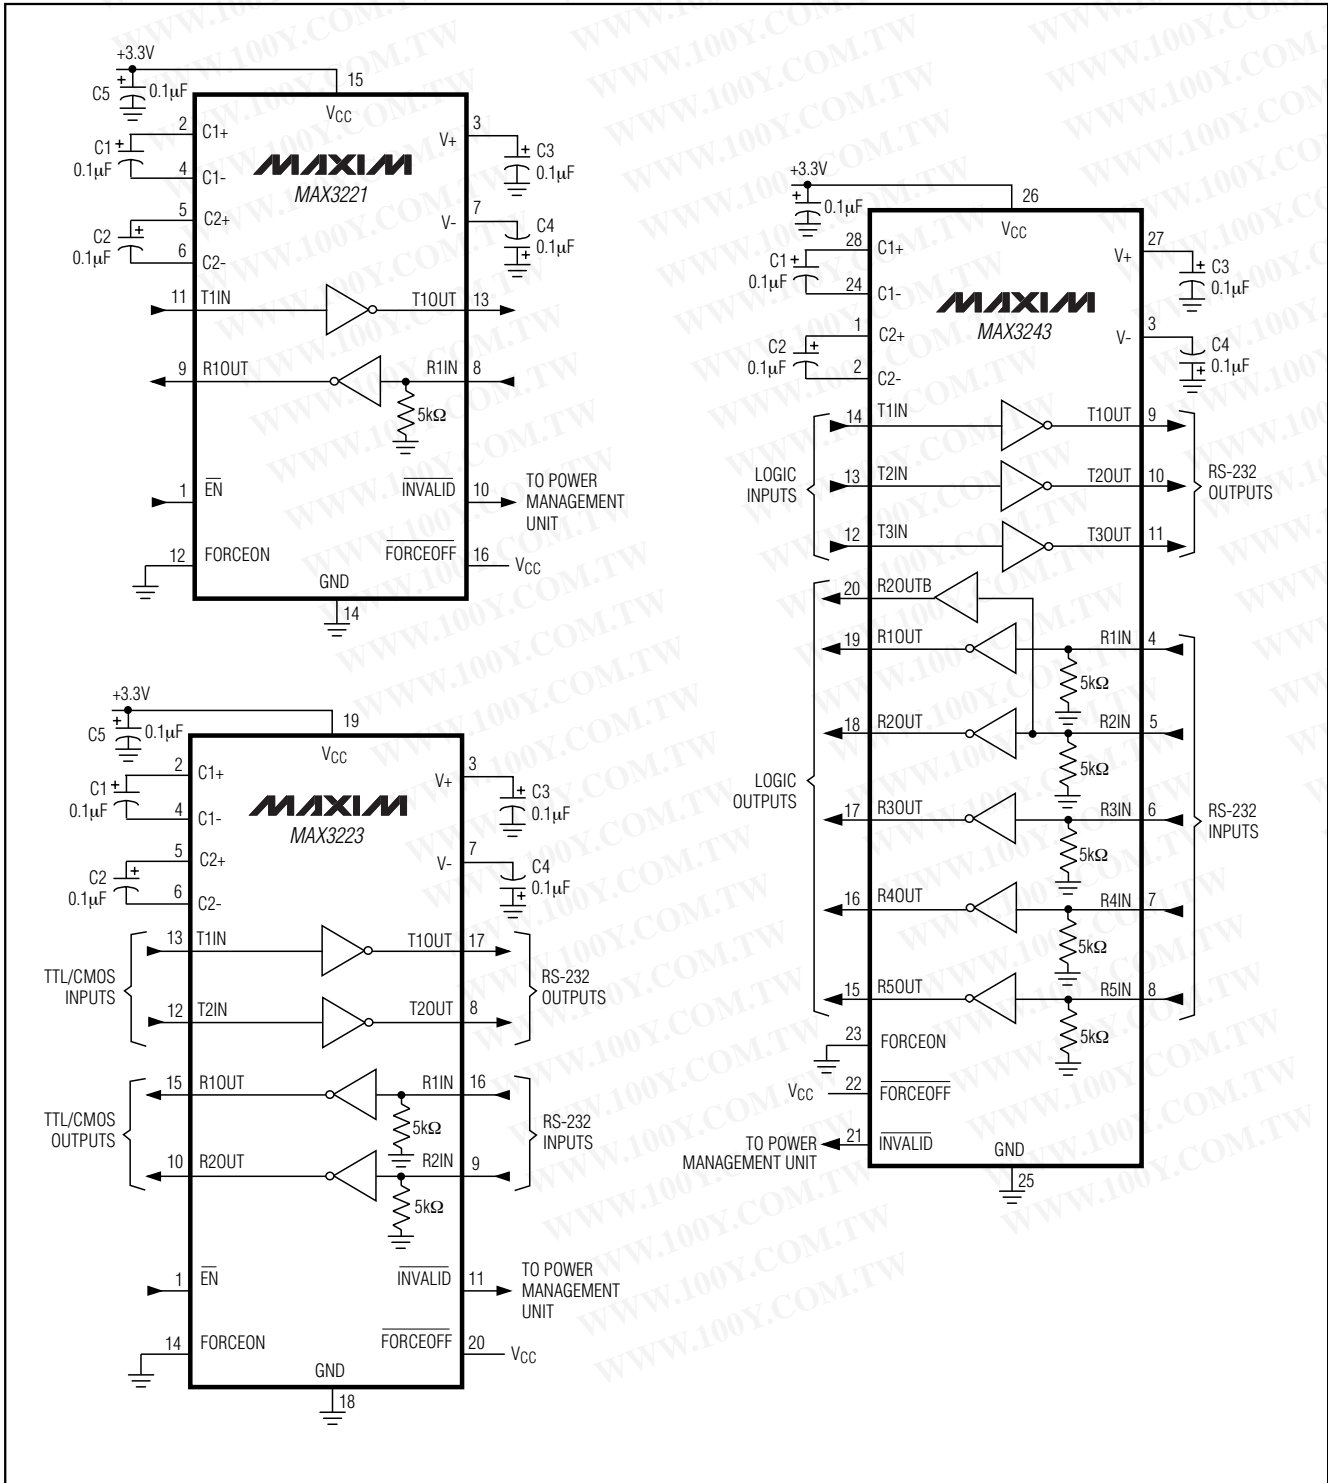 +3.3V
C5
+
0.1μF
15
VCC
2
C1+
C1
+
0.1μF
4
C1-
5
C2+
C2
+
0.1μF
6
C2-
3
V+
+
C3
0.1μF
7
V-
C4
0.1μF
+
MAXIM
MAX3221
11
T1IN
T1OUT
13
9
R1OUT
R1IN
8
5kΩ
1
EN
INVALID
10
TO POWER
MANAGEMENT
UNIT
12
FORCEON
FORCEOFF
16
VCC
GND
14
+3.3V
C5
+
0.1μF
19
VCC
2
C1+
C1
+
0.1μF
4
C1-
5
C2+
C2
+
0.1μF
6
C2-
3
V+
+
C3
0.1μF
7
V-
C4
0.1μF
+
MAXIM
MAX3223
TTL/CMOS
INPUTS
13
T1IN
T1OUT
17
12
T2IN
T2OUT
8
RS-232
OUTPUTS
TTL/CMOS
OUTPUTS
15
R1OUT
R1IN
16
5kΩ
10
R2OUT
R2IN
9
5kΩ
RS-232
INPUTS
1
EN
INVALID
11
TO POWER
MANAGEMENT
UNIT
14
FORCEON
FORCEOFF
20
VCC
GND
18
+3.3V
+
0.1μF
26
VCC
28
C1+
C1
+
0.1μF
24
C1-
1
C2+
C2
+
0.1μF
2
C2-
27
V+
+
C3
0.1μF
3
V-
C4
0.1μF
+
MAXIM
MAX3243
LOGIC
INPUTS
14
T1IN
T1OUT
9
13
T2IN
T2OUT
10
12
T3IN
T3OUT
11
RS-232
OUTPUTS
LOGIC
OUTPUTS
20
R2OUTB
19
R1OUT
R1IN
4
5kΩ
18
R2OUT
R2IN
5
5kΩ
17
R3OUT
R3IN
6
5kΩ
16
R4OUT
R4IN
7
5kΩ
15
R5OUT
R5IN
8
5kΩ
RS-232
INPUTS
23
FORCEON
VCC
22
FORCEOFF
TO POWER
MANAGEMENT UNIT
21
INVALID
GND
25
WWW.100Y.COM.TW